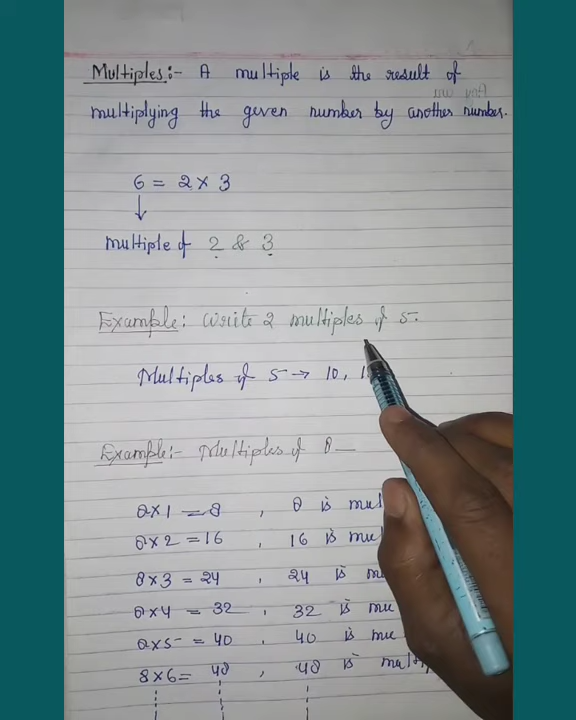 Multiples:- A multiple is the result of
multiplying the given number by another number.
6 = 2 × 3
↓
multiple of 2 & 3
Example: Write 2 multiples of 5.
Multiples of 5 → 10,
Example:- Multiples of 8 —
8×1 = 8 , 8 is
8×2 = 16 , 16 is
8×3 = 24 , 24 is
8×4 = 32 , 32 is
8×5 = 40 , 40 is
8×6 = 48 , 48 is